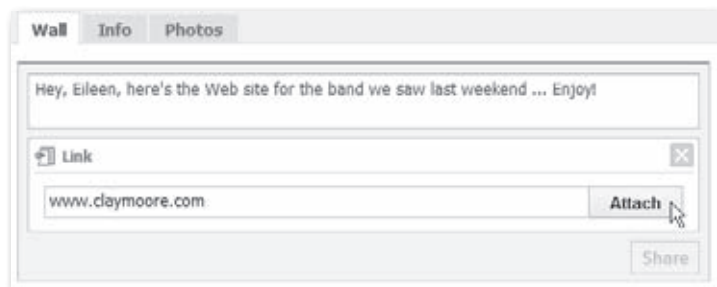 Wall Info Photos
Hey, Eileen, here's the Web site for the band we saw last weekend ... Enjoy!
Link
www.claymoore.com Attach
Share